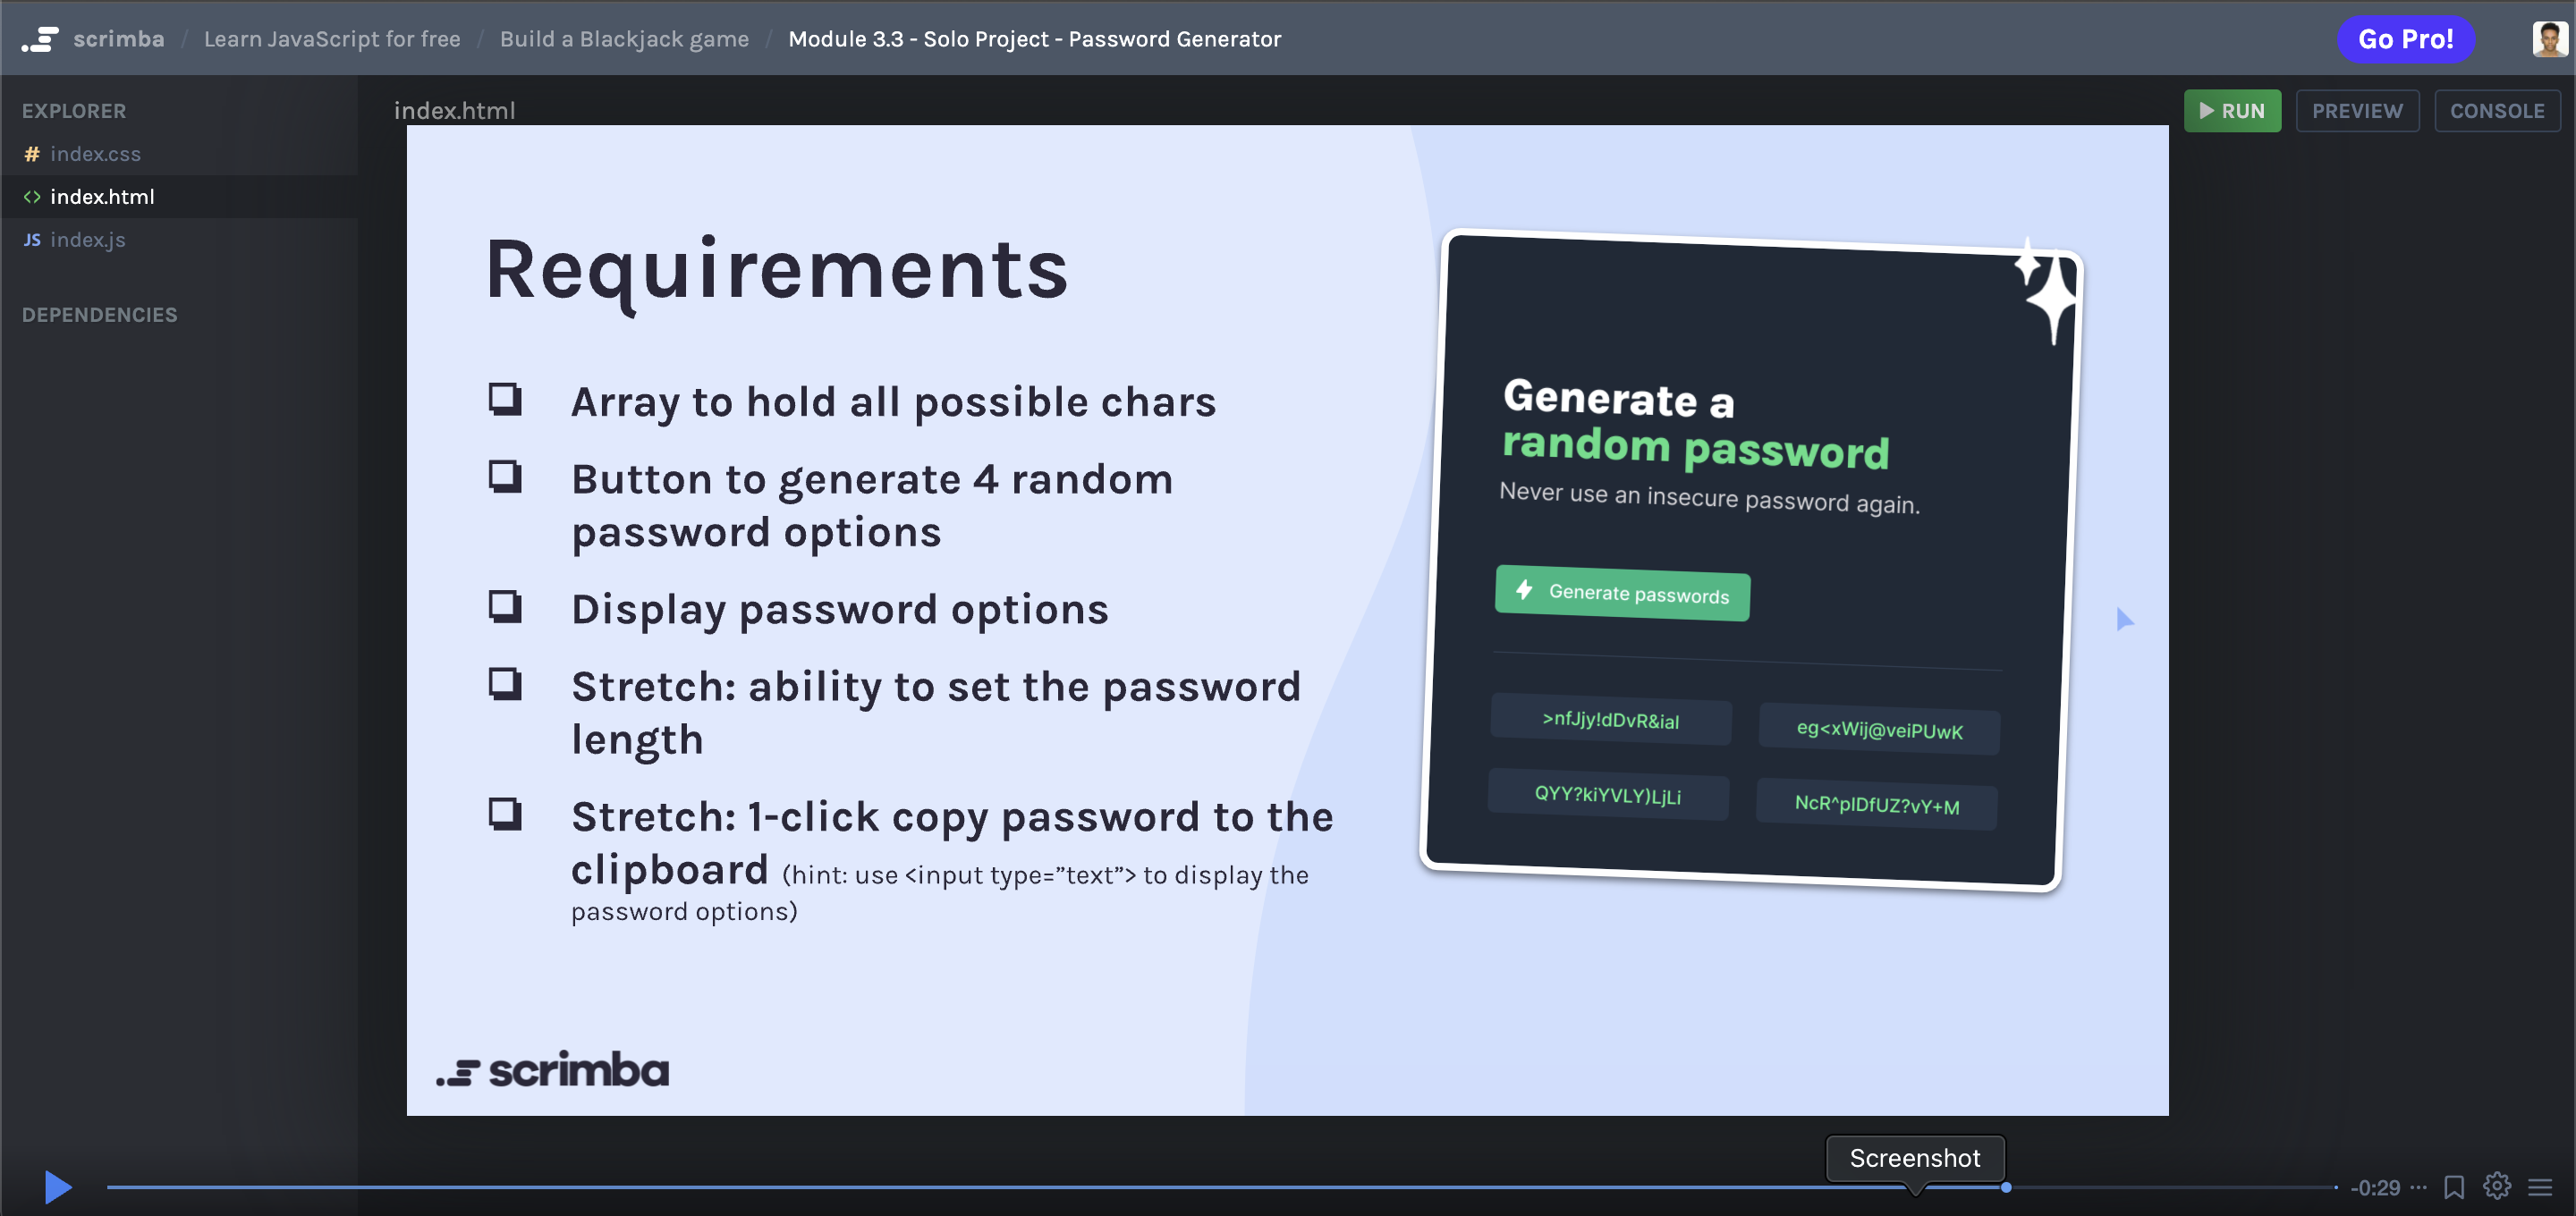 scrimba / Learn JavaScript for free / Build a Blackjack game / Module 3.3 - Solo Project - Password Generator
Go Pro!
EXPLORER
# index.css
<> index.html
JS index.js
DEPENDENCIES
index.html
RUN
PREVIEW
CONSOLE
Requirements
Array to hold all possible chars
Button to generate 4 random
password options
Display password options
Stretch: ability to set the password
length
Stretch: 1-click copy password to the
clipboard (hint: use <input type=”text”> to display the
password options)
scrimba
Generate a
random password
Never use an insecure password again.
Generate passwords
>nfJjy!dDvR&ial
eg<xWij@veiPUwK
QYY?kiYVLY)LjLi
NcR^pIDfUZ?vY+M
Screenshot
-0:29